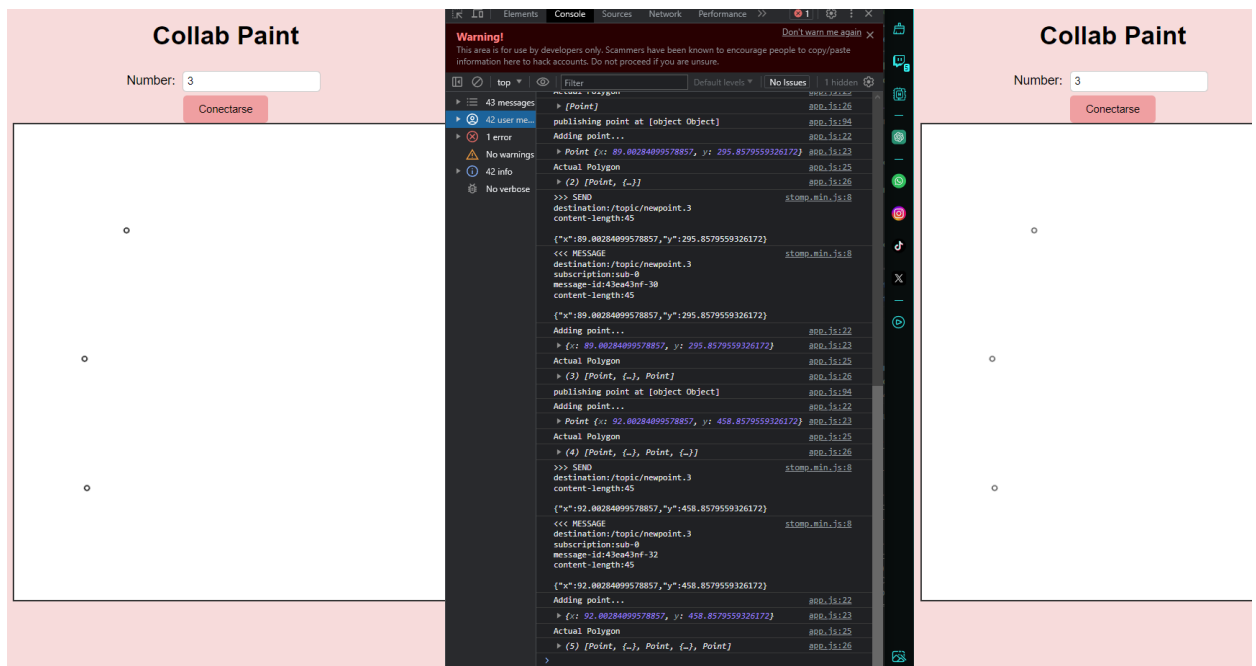 Collab Paint
Number: 3
Conectarse
Elements Console Sources Network Performance 1
Warning! Don't warn me again
This area is for use by developers only. Scammers have been known to encourage people to copy/paste
information here to hack accounts. Do not proceed if you are unsure.
top Filter Default levels No Issues 1 hidden
43 messages
42 user me...
1 error
No warnings
42 info
No verbose
Actual Polygon app.js:25
[Point] app.js:26
publishing point at [object Object] app.js:94
Adding point... app.js:22
Point {x: 89.00284099578857, y: 295.8579559326172} app.js:23
Actual Polygon app.js:25
(2) [Point, {…}] app.js:26
>>> SEND stomp.min.js:8
destination:/topic/newpoint.3
content-length:45
{"x":89.00284099578857,"y":295.8579559326172}
<<< MESSAGE stomp.min.js:8
destination:/topic/newpoint.3
subscription:sub-0
message-id:43ea43nf-30
content-length:45
{"x":89.00284099578857,"y":295.8579559326172}
Adding point... app.js:22
{x: 89.00284099578857, y: 295.8579559326172} app.js:23
Actual Polygon app.js:25
(3) [Point, {…}, Point] app.js:26
publishing point at [object Object] app.js:94
Adding point... app.js:22
Point {x: 92.00284099578857, y: 458.8579559326172} app.js:23
Actual Polygon app.js:25
(4) [Point, {…}, Point, {…}] app.js:26
>>> SEND stomp.min.js:8
destination:/topic/newpoint.3
content-length:45
{"x":92.00284099578857,"y":458.8579559326172}
<<< MESSAGE stomp.min.js:8
destination:/topic/newpoint.3
subscription:sub-0
message-id:43ea43nf-32
content-length:45
{"x":92.00284099578857,"y":458.8579559326172}
Adding point... app.js:22
{x: 92.00284099578857, y: 458.8579559326172} app.js:23
Actual Polygon app.js:25
(5) [Point, {…}, Point, {…}, Point] app.js:26
Collab Paint
Number: 3
Conectarse